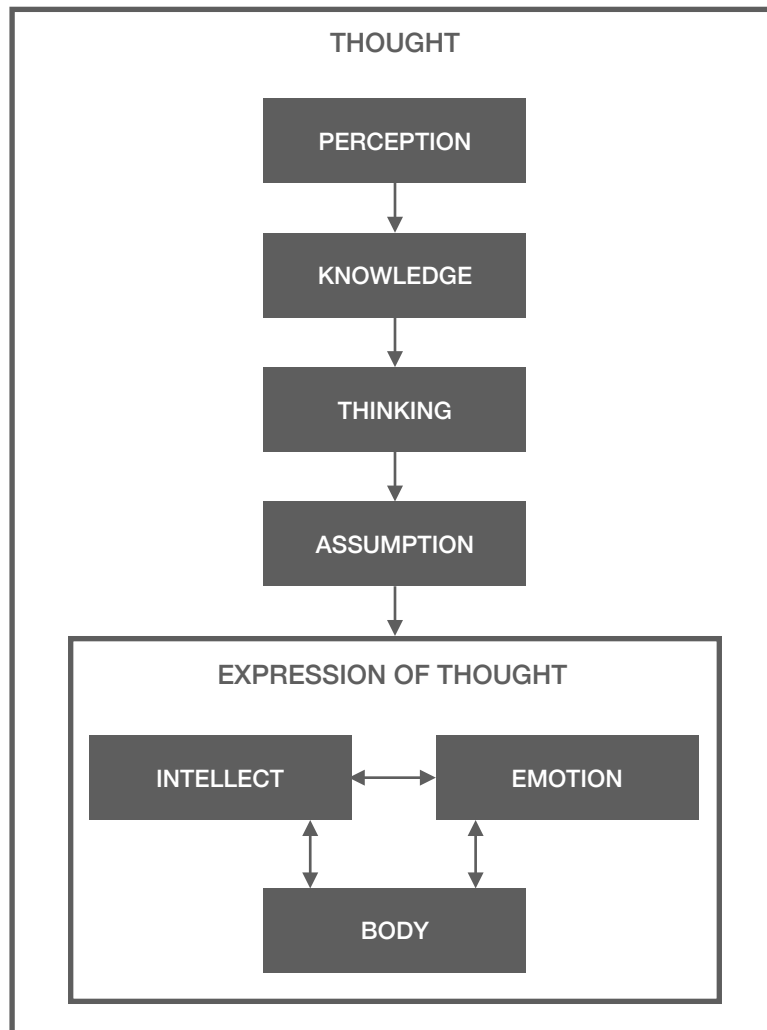 THOUGHT
PERCEPTION
KNOWLEDGE
THINKING
ASSUMPTION
EXPRESSION OF THOUGHT
INTELLECT
EMOTION
BODY